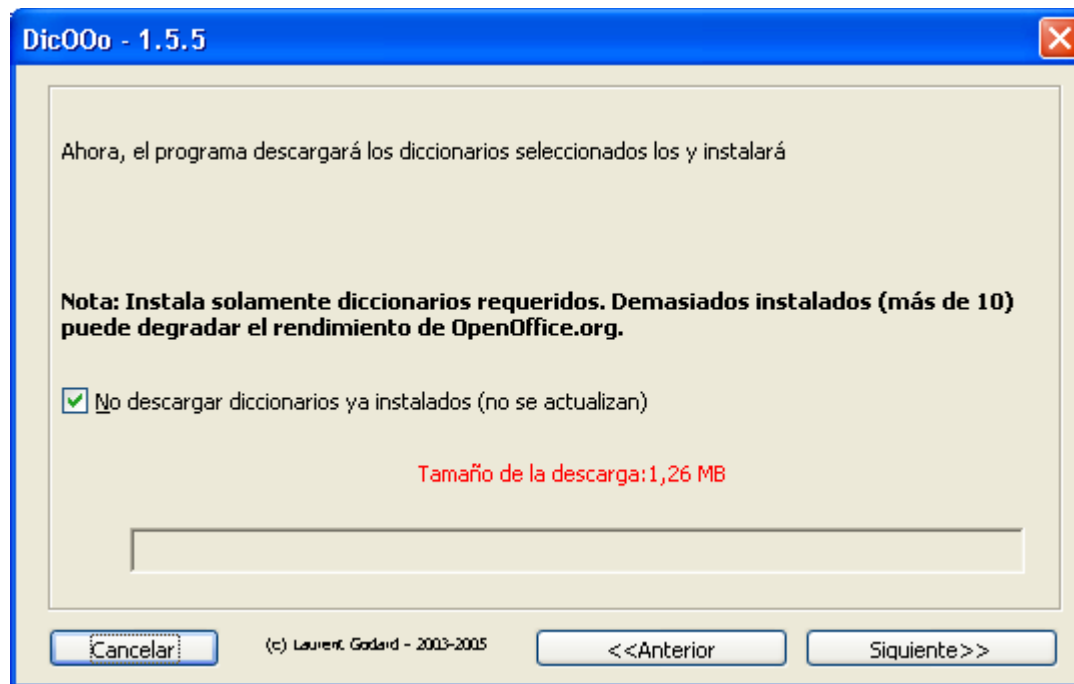 DicOOo - 1.5.5
Ahora, el programa descargará los diccionarios seleccionados los y instalará
Nota: Instala solamente diccionarios requeridos. Demasiados instalados (más de 10)
puede degradar el rendimiento de OpenOffice.org.
No descargar diccionarios ya instalados (no se actualizan)
Tamaño de la descarga:1,26 MB
Cancelar
(c) Laurent Godard - 2003-2005
<<Anterior
Siguiente>>